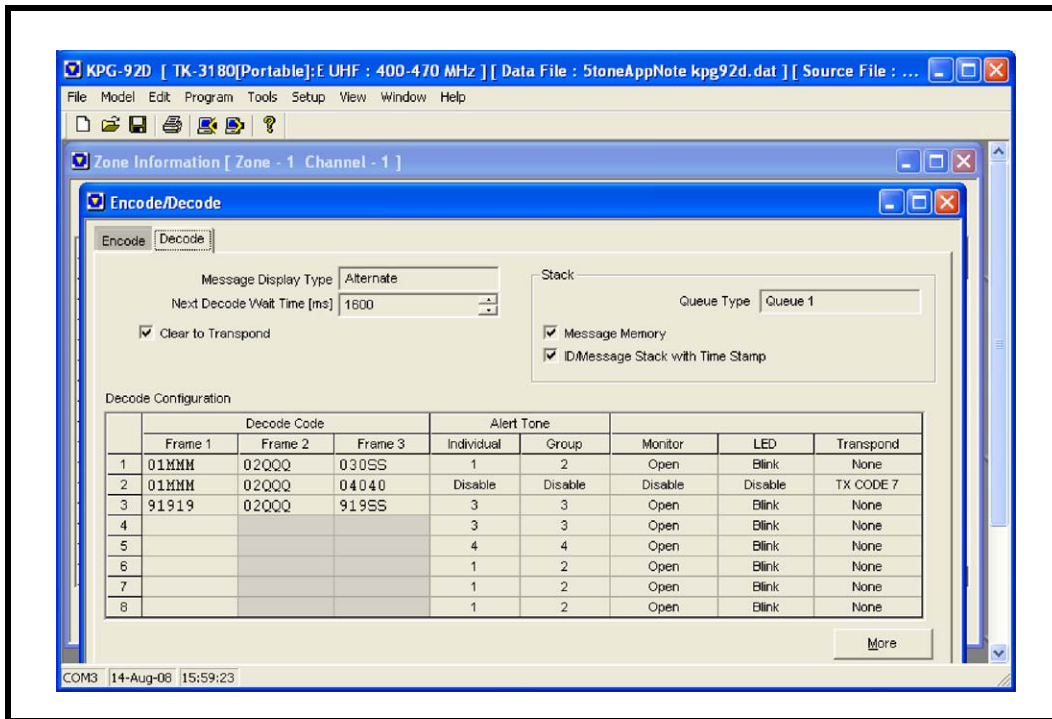 KPG-92D [ TK-3180[Portable]:E UHF : 400-470 MHz ] [ Data File : 5toneAppNote kpg92d.dat ] [ Source File : ...
File Model Edit Program Tools Setup View Window Help
Zone Information [ Zone - 1 Channel - 1 ]
Encode/Decode
Encode Decode
Message Display Type Alternate
Next Decode Wait Time [ms] 1600
Clear to Transpond
Stack
Queue Type Queue 1
Message Memory
ID/Message Stack with Time Stamp
Decode Configuration
Decode Code Alert Tone
Frame 1 Frame 2 Frame 3 Individual Group Monitor LED Transpond
1 01MMM 02QQQ 030SS 1 2 Open Blink None
2 01MMM 02QQQ 04040 Disable Disable Disable Disable TX CODE 7
3 91919 02QQQ 919SS 3 3 Open Blink None
4 3 3 Open Blink None
5 4 4 Open Blink None
6 1 2 Open Blink None
7 1 2 Open Blink None
8 1 2 Open Blink None
More
COM3 14-Aug-08 15:59:23